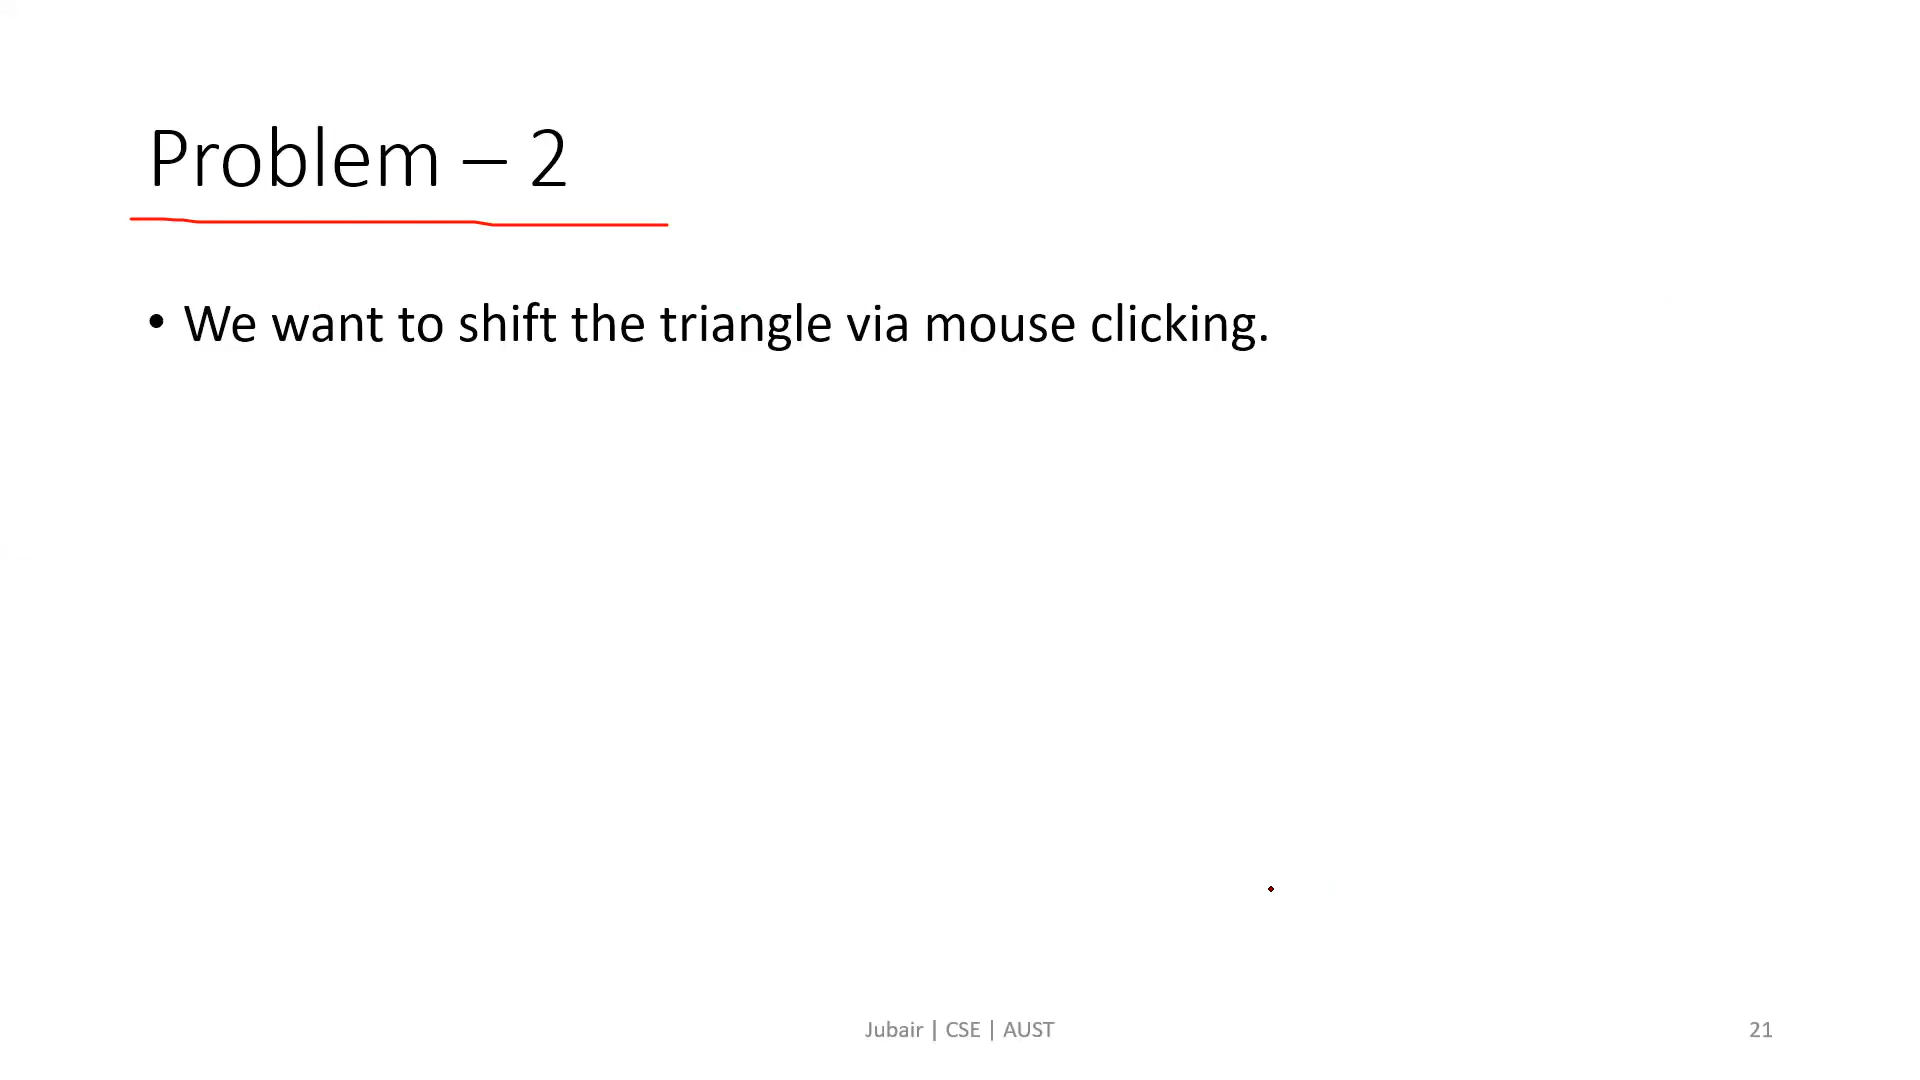 Problem – 2
• We want to shift the triangle via mouse clicking.
Jubair | CSE | AUST
21